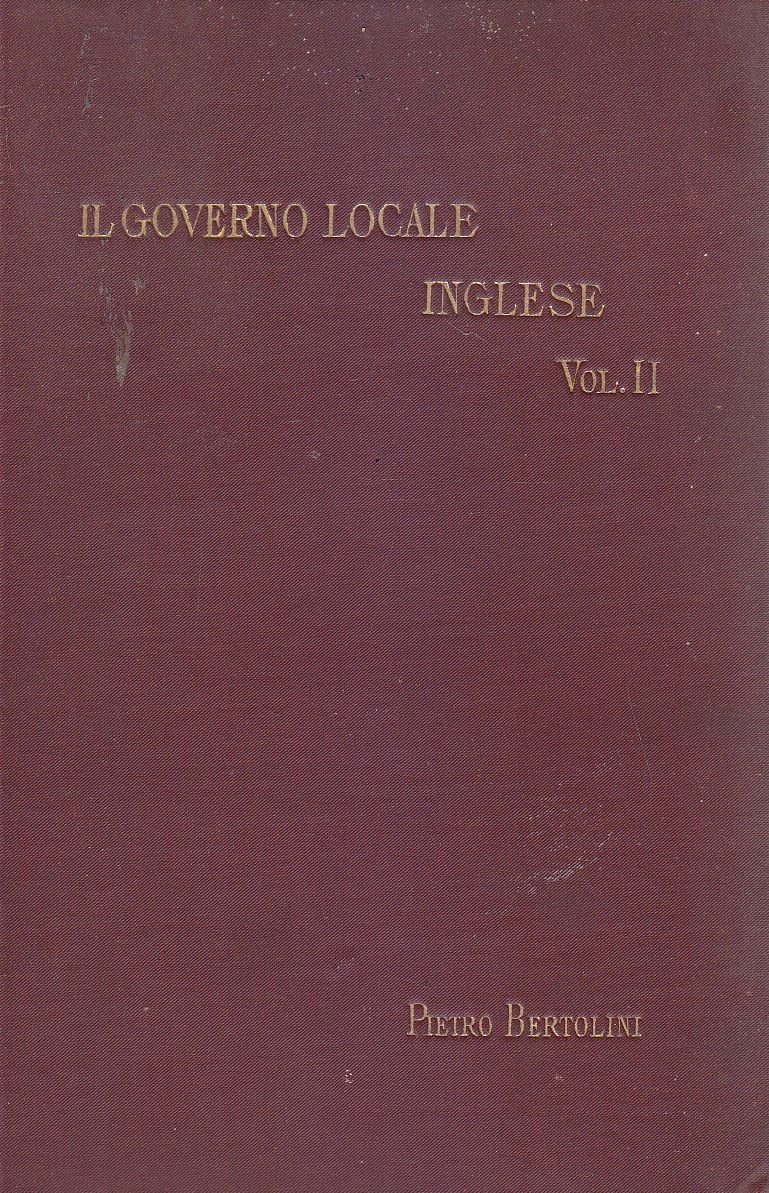 IL GOVERNO LOCALE
INGLESE
VOL. II
PIETRO BERTOLINI